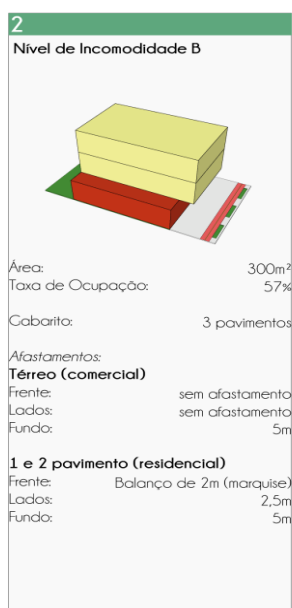 2
Nível de Incomodidade B
Área: 300m²
Taxa de Ocupação: 57%
Gabarito: 3 pavimentos
Afastamentos:
Térreo (comercial)
Frente: sem afastamento
Lados: sem afastamento
Fundo: 5m
1 e 2 pavimento (residencial)
Frente: Balanço de 2m (marquise)
Lados: 2,5m
Fundo: 5m